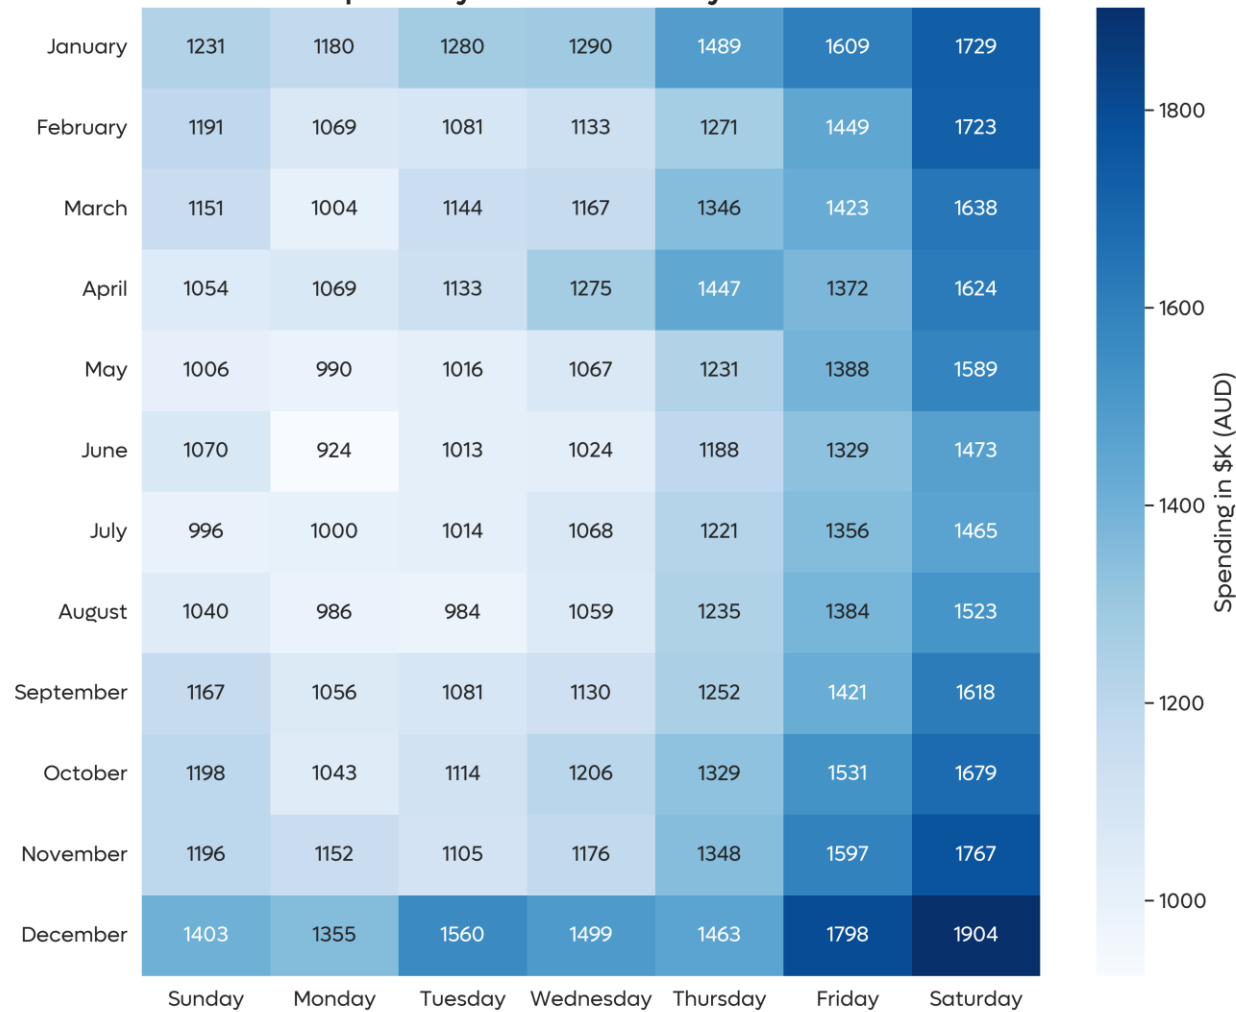 January 1231 1180 1280 1290 1489 1609 1729
February 1191 1069 1081 1133 1271 1449 1723
March 1151 1004 1144 1167 1346 1423 1638
April 1054 1069 1133 1275 1447 1372 1624
May 1006 990 1016 1067 1231 1388 1589
June 1070 924 1013 1024 1188 1329 1473
July 996 1000 1014 1068 1221 1356 1465
August 1040 986 984 1059 1235 1384 1523
September 1167 1056 1081 1130 1252 1421 1618
October 1198 1043 1114 1206 1329 1531 1679
November 1196 1152 1105 1176 1348 1597 1767
December 1403 1355 1560 1499 1463 1798 1904
Sunday Monday Tuesday Wednesday Thursday Friday Saturday
1800
1600
1400
1200
1000
Spending in $K (AUD)